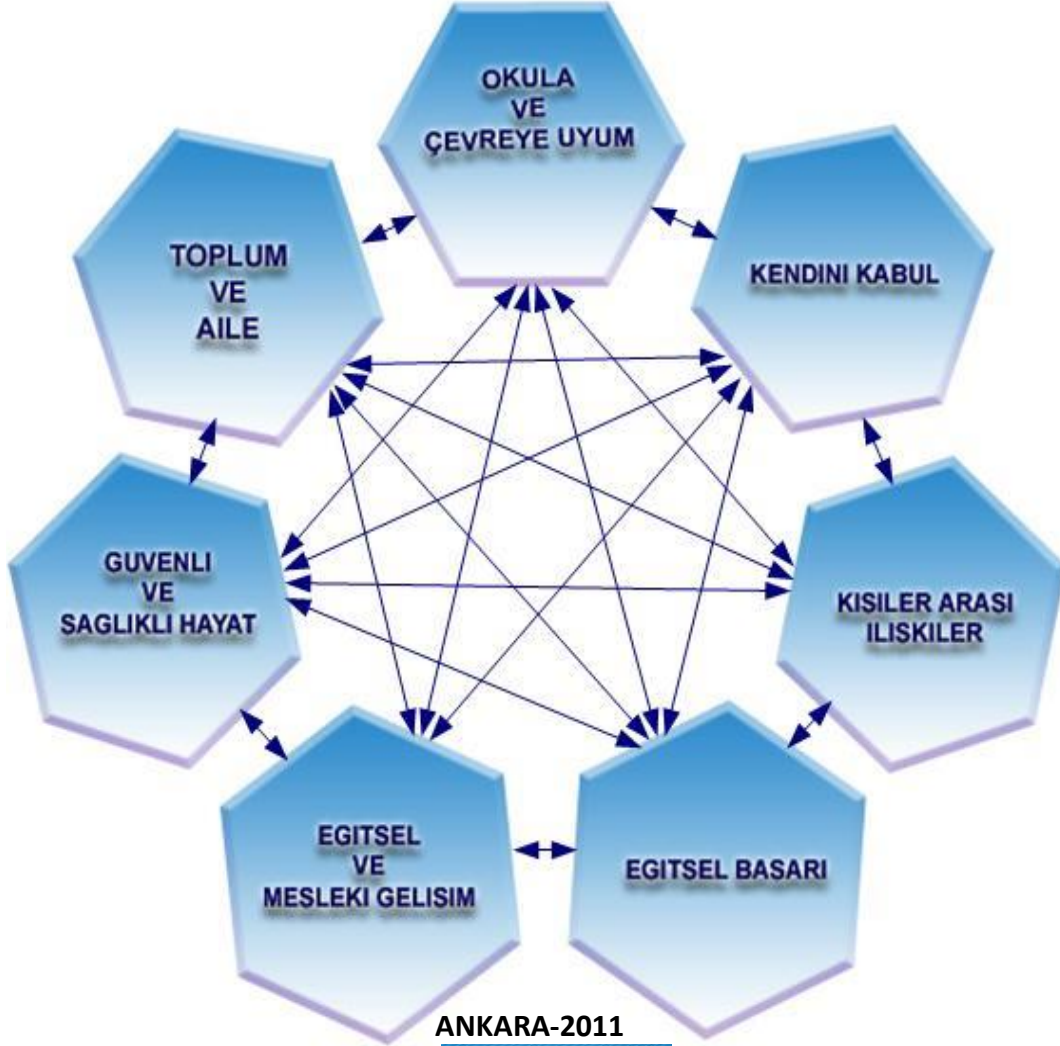 OKULA
VE
ÇEVREYE UYUM
TOPLUM
VE
AILE
KENDINI KABUL
GUVENLI
VE
SAGLIKLI HAYAT
KISILER ARASI
ILISKILER
EGITSEL
VE
MESLEKI GELISIM
EGITSEL BASARI
ANKARA-2011